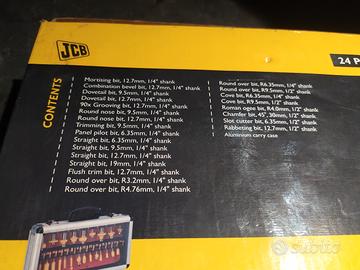 JCB
24 P
CONTENTS
Mortising bit, 12.7mm, 1/4" shank
Combination bevel bit, 12.7mm, 1/4" shank
Dovetail bit, 9.5mm, 1/4" shank
Dovetail bit, 12.7mm, 1/4" shank
90x Grooving bit, 12.7mm, 1/4" shank
Round nose bit, 9.5mm, 1/4" shank
Round nose bit, 12.7mm, 1/4" shank
Trimming bit, 9.5mm, 1/4" shank
Panel pilot bit, 6.35mm, 1/4" shank
Straight bit, 6.35mm, 1/4" shank
Straight bit, 9.5mm, 1/4" shank
Straight bit, 12.7mm, 1/4" shank
Straight bit, 19mm, 1/4" shank
Flush trim bit, 12.7mm, 1/4" shank
Round over bit, R3.2mm, 1/4" shank
Round over bit, R4.76mm, 1/4" shank
Round over bit, R6.35mm, 1/4" shank
Round over bit, R9.5mm, 1/2" shank
Cove bit, R6.35mm, 1/4" shank
Cove bit, R9.5mm, 1/2" shank
Roman ogee bit, R4.0mm, 1/2" shank
Chamfer bit, 45°, 30mm, 1/2" shank
Slot cutter bit, 6.35mm, 1/2" shank
Rabbeting bit, 12.7mm, 1/2" shank
Aluminium carry case
subito